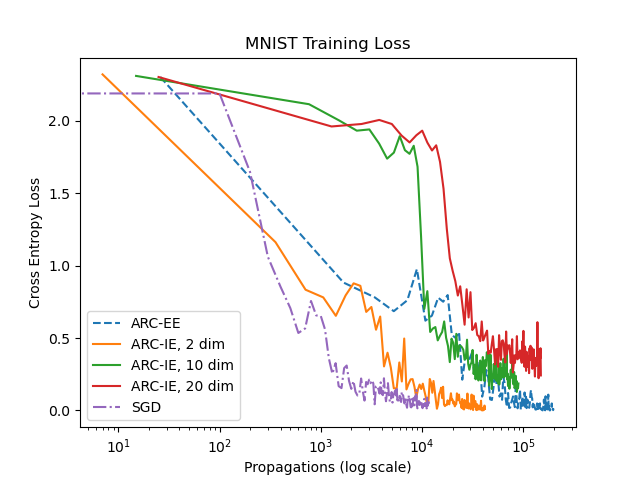 MNIST Training Loss
Cross Entropy Loss
2.0
1.5
1.0
0.5
0.0
ARC-EE
ARC-IE, 2 dim
ARC-IE, 10 dim
ARC-IE, 20 dim
SGD
10¹ 10² 10³ 10⁴ 10⁵
Propagations (log scale)